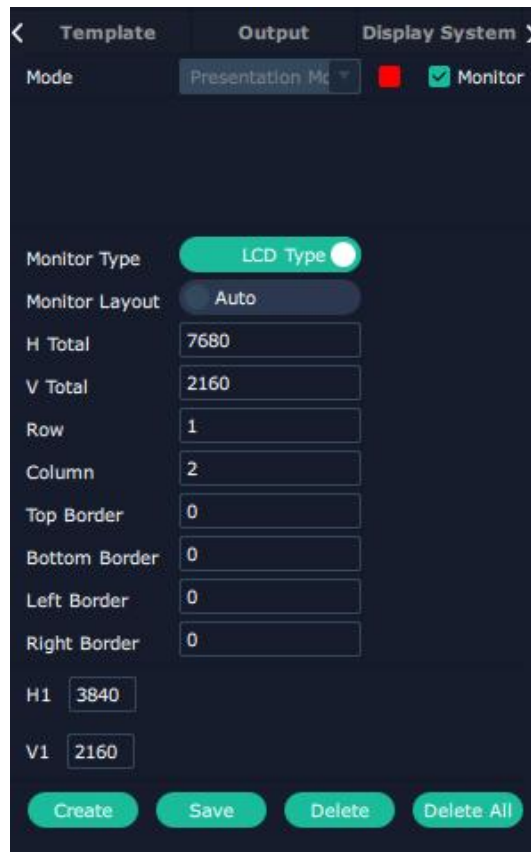 Template Output Display System
Mode Presentation Mo Monitor
Monitor Type LCD Type
Monitor Layout Auto
H Total 7680
V Total 2160
Row 1
Column 2
Top Border 0
Bottom Border 0
Left Border 0
Right Border 0
H1 3840
V1 2160
Create Save Delete Delete All